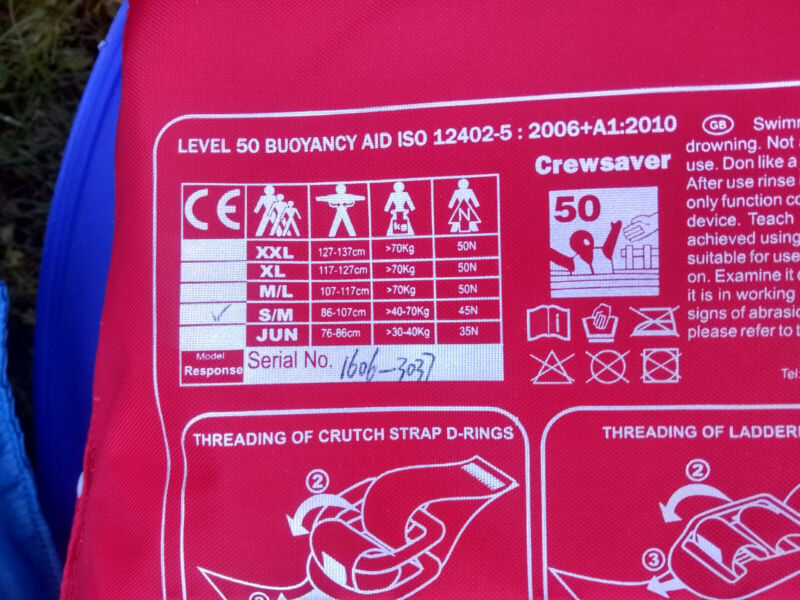 LEVEL 50 BUOYANCY AID ISO 12402-5 : 2006+A1:2010
Crewsaver
CE
kg
N
XXL 127-137cm >70Kg 50N
XL 117-127cm >70Kg 50N
M/L 107-117cm >70Kg 50N
S/M 86-107cm >40-70Kg 45N
JUN 76-86cm >30-40Kg 35N
Model
Response
Serial No. 1606-3037
50
GB
drowning. Not
use. Don like a
After use rinse
only function
device. Teach
achieved using
suitable for use
on. Examine it
it is in working
signs of
please refer to
Tel:
THREADING OF CRUTCH STRAP D-RINGS
2
THREADING OF
2
3